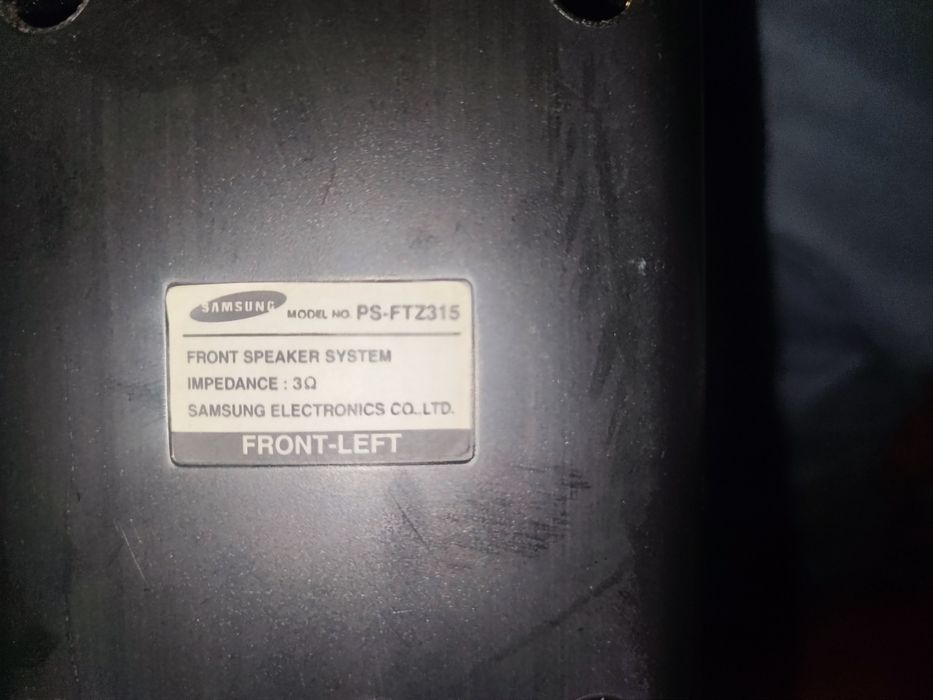 SAMSUNG MODEL NO. PS-FTZ315
FRONT SPEAKER SYSTEM
IMPEDANCE : 3Ω
SAMSUNG ELECTRONICS CO.,LTD.
FRONT-LEFT